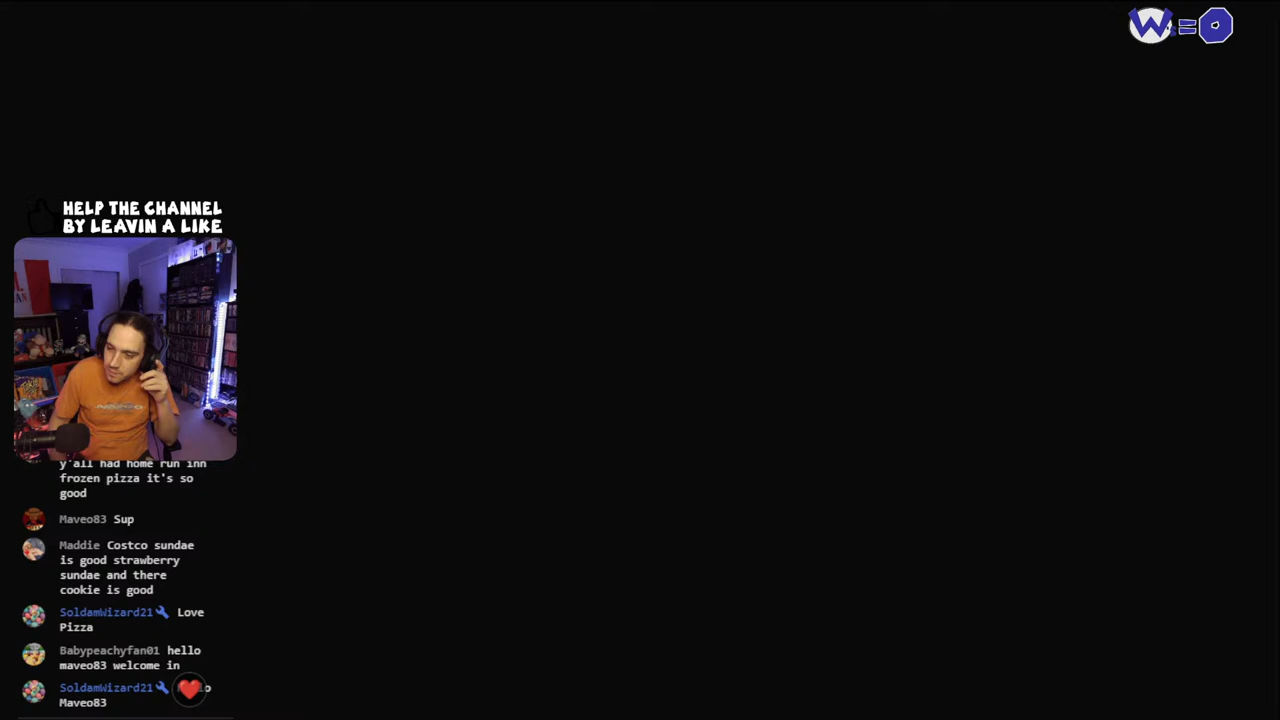 W=0
HELP THE CHANNEL
BY LEAVIN A LIKE
y'all had home run inn
frozen pizza it's so
good
Maveo83 Sup
Maddie Costco sundae
is good strawberry
sundae and there
cookie is good
SoldamWizard21 Love
Pizza
Babypeachyfan01 hello
maveo83 welcome in
SoldamWizard21
Maveo83